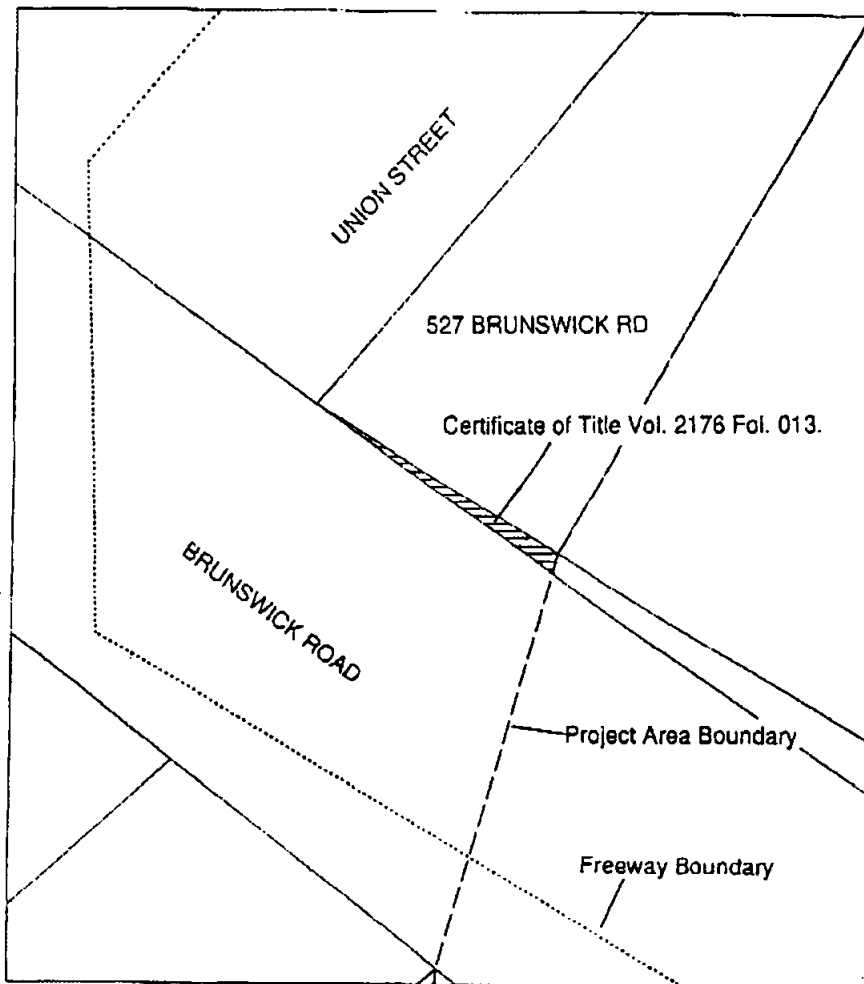 UNION STREET
527 BRUNSWICK RD
Certificate of Title Vol. 2176 Fol. 013.
BRUNSWICK ROAD
Project Area Boundary
Freeway Boundary